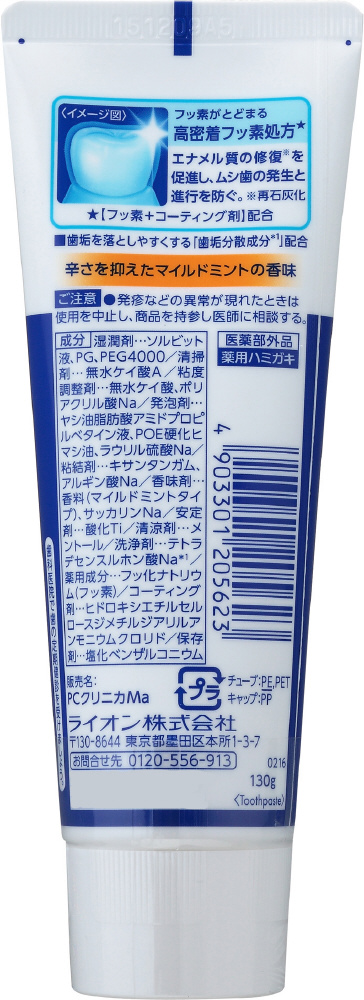 151209A5
〈イメージ図〉
フッ素がとどまる
高密着フッ素処方★
エナメル質の修復※を
促進し、ムシ歯の発生と
進行を防ぐ。※再石灰化
★【フッ素+コーティング剤】配合
■歯垢を落としやすくする「歯垢分散成分*¹」配合
辛さを抑えたマイルドミントの香味
ご注意 ●発疹などの異常が現れたときは
使用を中止し、商品を持参し医師に相談する。
成分 湿潤剤…ソルビット
液、PG、PEG4000/清掃
剤…無水ケイ酸A/粘度
調整剤…無水ケイ酸、ポリ
アクリル酸Na/発泡剤…
ヤシ油脂肪酸アミドプロピ
ルベタイン液、POE硬化ヒ
マシ油、ラウリル硫酸Na/
粘結剤…キサンタンガム、
アルギン酸Na/香味剤…
香料(マイルドミントタイ
プ)、サッカリンNa/安定
剤…酸化Ti/清涼剤…メ
ントール/洗浄剤…テトラ
デセンスルホン酸Na*¹/
薬用成分…フッ化ナトリウ
ム(フッ素)/コーティング
剤…ヒドロキシエチルセル
ロースジメチルジアリルア
ンモニウムクロリド/保存
剤…塩化ベンザルコニウム
医薬部外品
薬用ハミガキ
4 903301 205623
販売名:
PCクリニカMa
プラ
チューブ:PE,PET
キャップ:PP
ライオン株式会社
〒130-8644 東京都墨田区本所1-3-7
お問合せ先 0120-556-913
0216
130g
〈Toothpaste〉